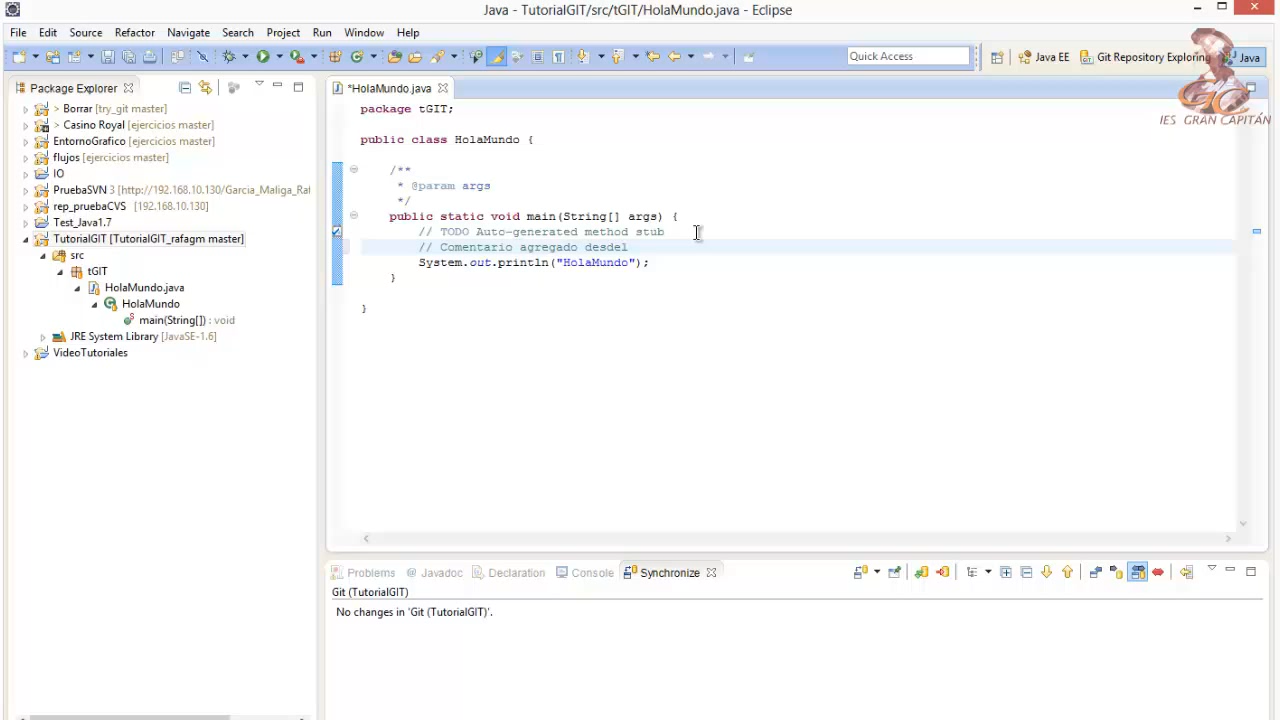 Java - TutorialGIT/src/tGIT/HolaMundo.java - Eclipse
File Edit Source Refactor Navigate Search Project Run Window Help
Quick Access
Java EE
Git Repository Exploring
Java
IES GRAN CAPITÁN
Package Explorer
> Borrar [try_git master]
> Casino Royal [ejercicios master]
EntornoGrafico [ejercicios master]
flujos [ejercicios master]
IO
PruebaSVN 3 [http://192.168.10.130/Garcia_Maliga_Raf
rep_pruebaCVS [192.168.10.130]
Test_Java1.7
TutorialGIT [TutorialGIT_rafagm master]
src
tGIT
HolaMundo.java
HolaMundo
main(String[]) : void
JRE System Library [JavaSE-1.6]
VideoTutoriales
*HolaMundo.java
package tGIT;
public class HolaMundo {
/**
* @param args
*/
public static void main(String[] args) {
// TODO Auto-generated method stub
// Comentario agregado desdel
System.out.println("HolaMundo");
}
}
Problems @ Javadoc Declaration Console Synchronize
Git (TutorialGIT)
No changes in 'Git (TutorialGIT)'.